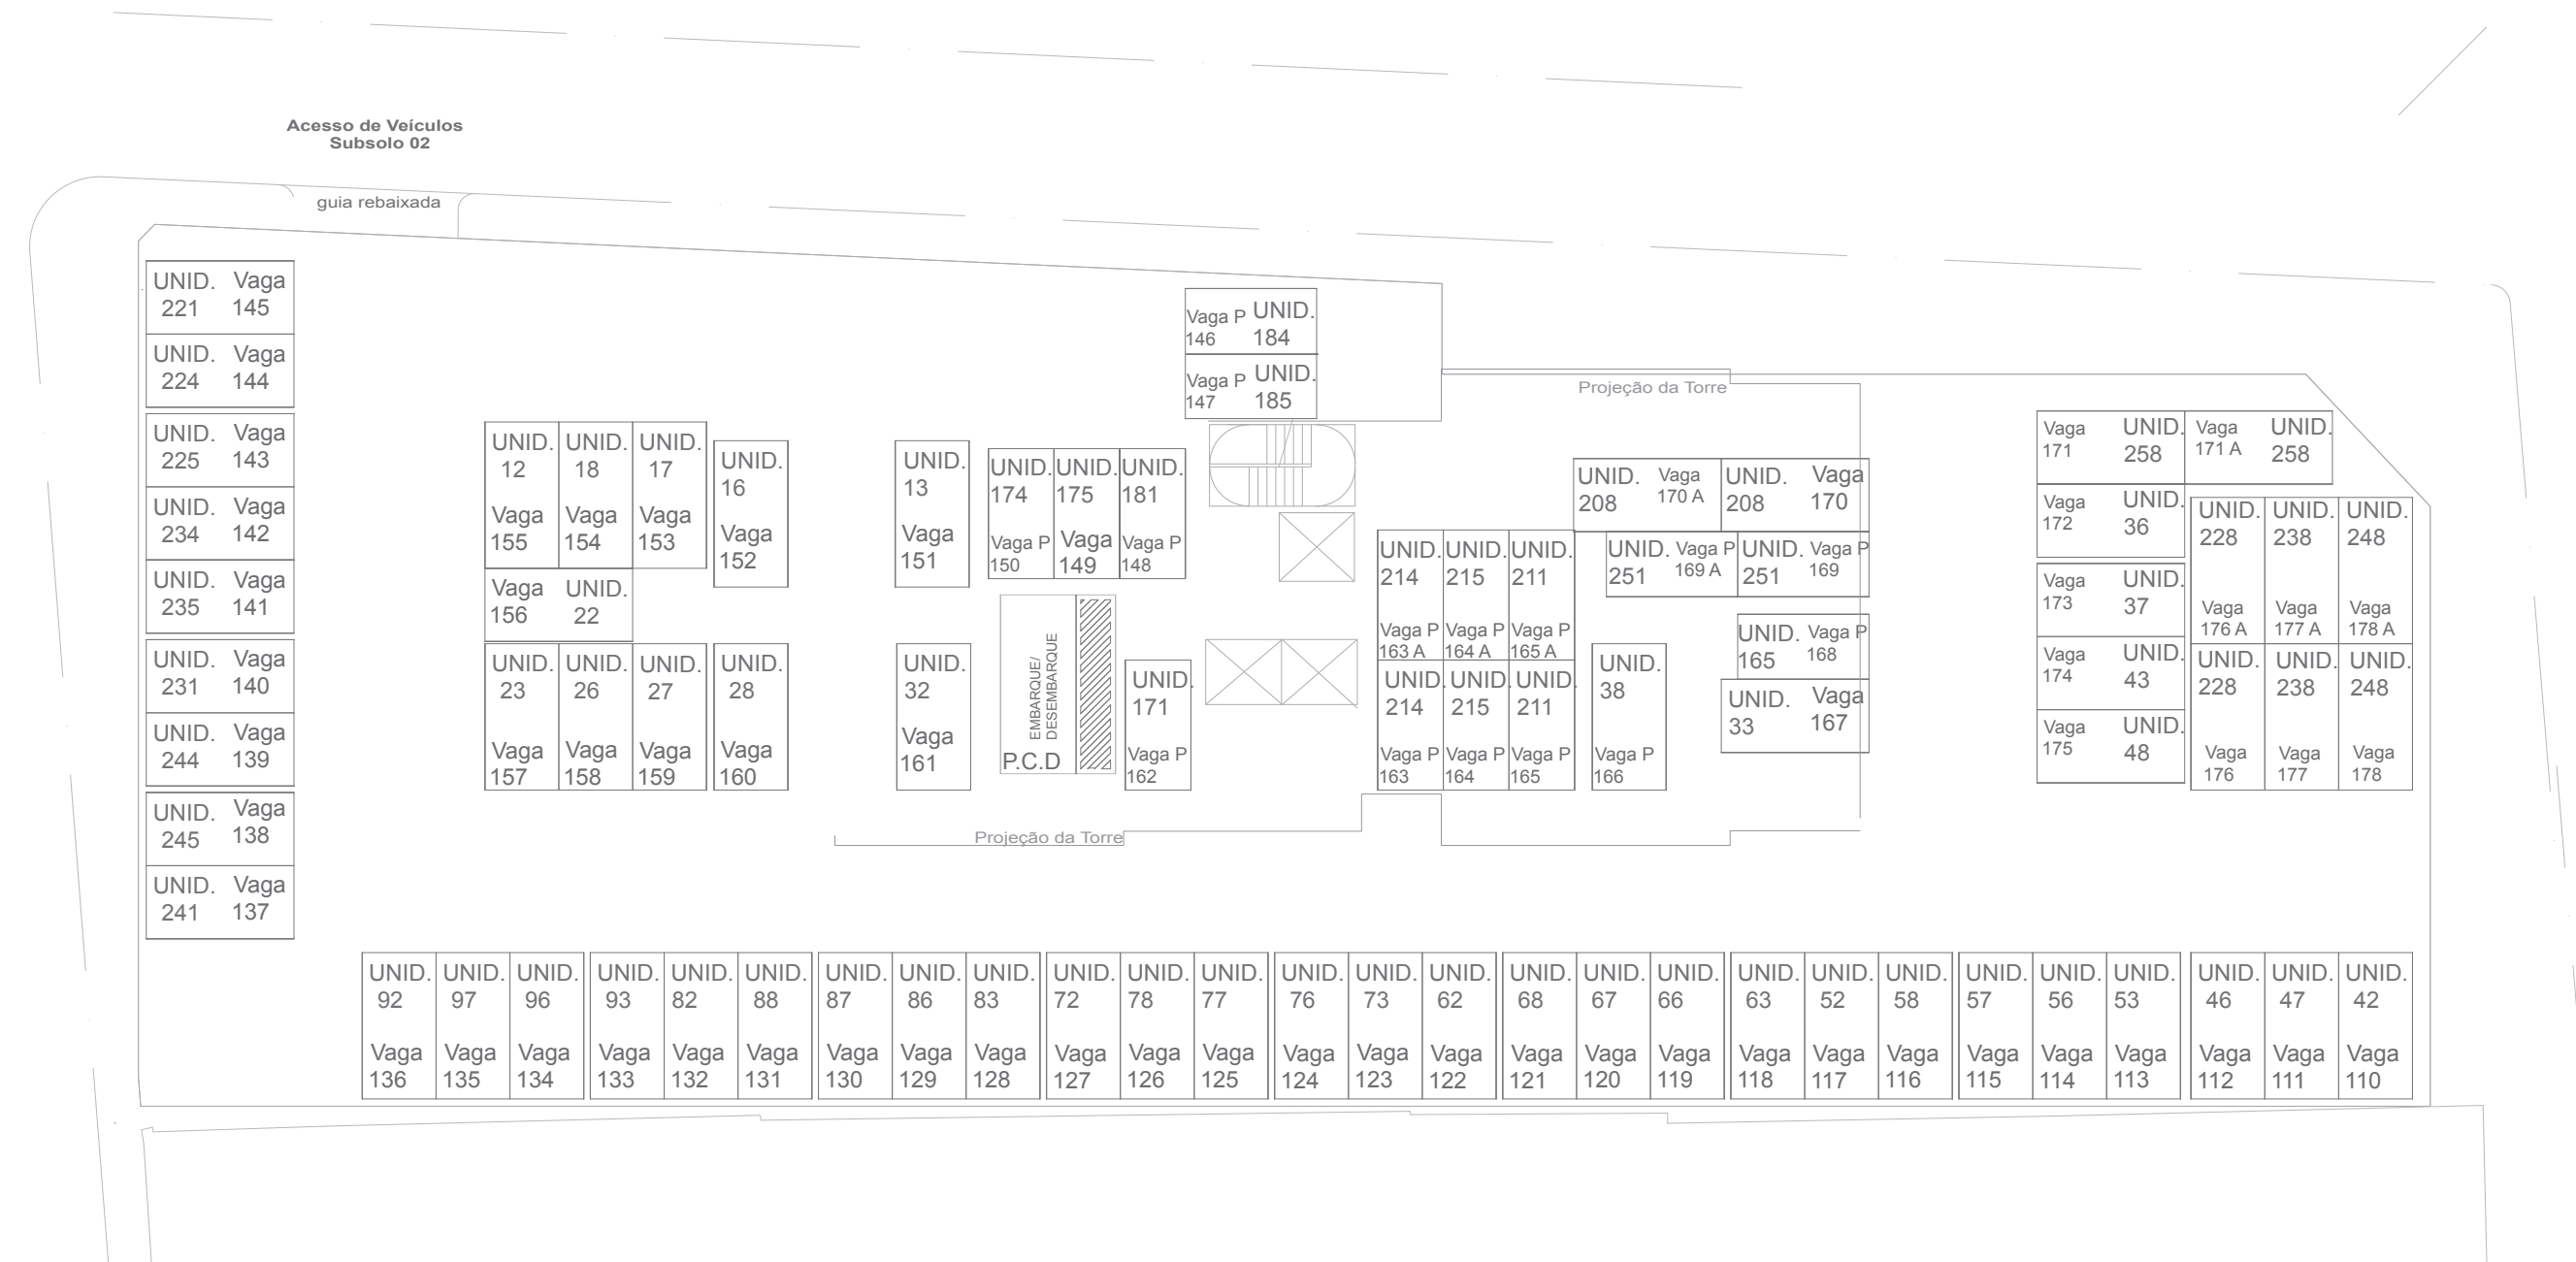 Acesso de Veículos
Subsolo 02
guia rebaixada
UNID. Vaga
221 145
UNID. Vaga
224 144
UNID. Vaga
225 143
UNID. Vaga
234 142
UNID. Vaga
235 141
UNID. Vaga
231 140
UNID. Vaga
244 139
UNID. Vaga
245 138
UNID. Vaga
241 137
UNID. UNID. UNID.
12 18 17
Vaga Vaga Vaga
155 154 153
UNID.
16
Vaga
152
Vaga UNID.
156 22
UNID. UNID. UNID. UNID.
23 26 27 28
Vaga Vaga Vaga Vaga
157 158 159 160
UNID.
13
Vaga
151
UNID. UNID. UNID.
174 175 181
Vaga P Vaga Vaga P
150 149 148
Vaga P UNID.
146 184
Vaga P UNID.
147 185
UNID.
32
Vaga
161
EMBARQUE/
DESEMBARQUE
P.C.D
UNID.
171
Vaga P
162
Projeção da Torre
Projeção da Torre
UNID. Vaga UNID. Vaga
208 170 A 208 170
UNID. Vaga P UNID. Vaga P
251 169 A 251 169
UNID. UNID. UNID.
214 215 211
Vaga P Vaga P Vaga P
163 A 164 A 165 A
UNID. UNID. UNID.
214 215 211
Vaga P Vaga P Vaga P
163 164 165
UNID.
38
Vaga P
166
UNID. Vaga P
165 168
UNID. Vaga
33 167
Vaga UNID. Vaga UNID.
171 258 171 A 258
Vaga UNID.
172 36
Vaga UNID.
173 37
Vaga UNID.
174 43
Vaga UNID.
175 48
UNID. UNID. UNID.
228 238 248
Vaga Vaga Vaga
176 A 177 A 178 A
UNID. UNID. UNID.
228 238 248
Vaga Vaga Vaga
176 177 178
UNID. UNID. UNID. UNID. UNID. UNID. UNID. UNID. UNID. UNID. UNID. UNID. UNID. UNID. UNID. UNID. UNID. UNID. UNID. UNID. UNID. UNID. UNID. UNID. UNID. UNID. UNID.
92 97 96 93 82 88 87 86 83 72 78 77 76 73 62 68 67 66 63 52 58 57 56 53 46 47 42
Vaga Vaga Vaga Vaga Vaga Vaga Vaga Vaga Vaga Vaga Vaga Vaga Vaga Vaga Vaga Vaga Vaga Vaga Vaga Vaga Vaga Vaga Vaga Vaga Vaga Vaga Vaga
136 135 134 133 132 131 130 129 128 127 126 125 124 123 122 121 120 119 118 117 116 115 114 113 112 111 110